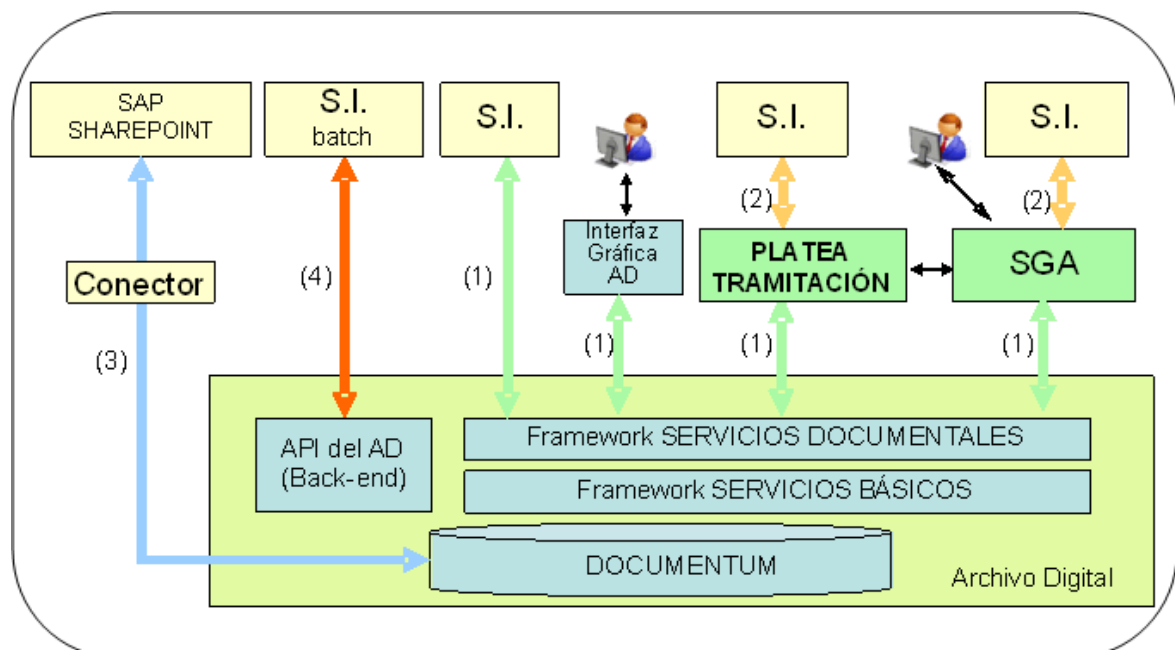 SAP
SHAREPOINT
S.I.
batch
S.I.
S.I.
S.I.
(2)
(2)
Interfaz
Gráfica
AD
PLATEA
TRAMITACIÓN
SGA
Conector
(4)
(1)
(3)
(1)
(1)
(1)
API del AD
(Back-end)
Framework SERVICIOS DOCUMENTALES
Framework SERVICIOS BÁSICOS
DOCUMENTUM
Archivo Digital